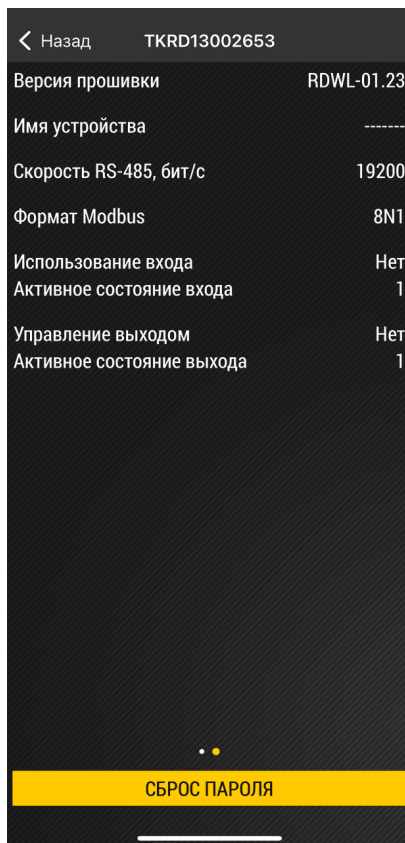 Назад TKRD13002653
Версия прошивки RDWL-01.23
Имя устройства -------
Скорость RS-485, бит/с 19200
Формат Modbus 8N1
Использование входа Нет
Активное состояние входа 1
Управление выходом Нет
Активное состояние выхода 1
СБРОС ПАРОЛЯ